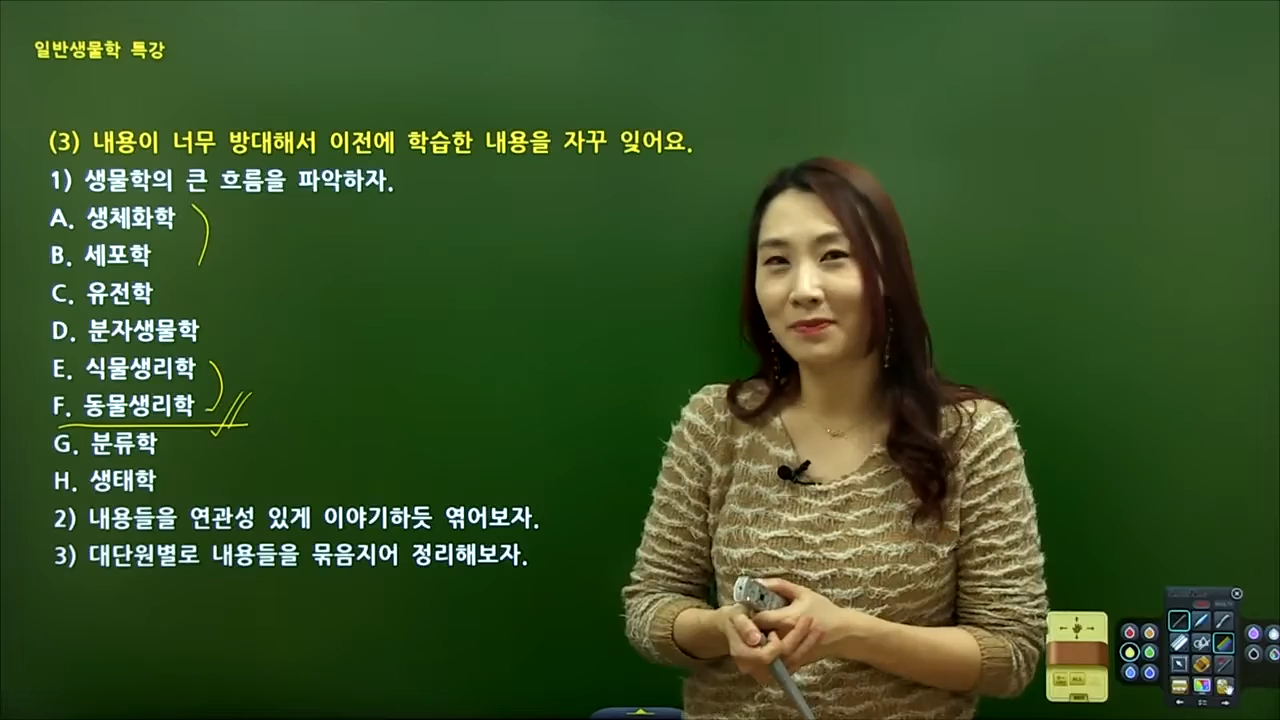 일반생물학 특강
(3) 내용이 너무 방대해서 이전에 학습한 내용을 자꾸 잊어요.
1) 생물학의 큰 흐름을 파악하자.
A. 생체화학
B. 세포학
C. 유전학
D. 분자생물학
E. 식물생리학
F. 동물생리학
G. 분류학
H. 생태학
2) 내용들을 연관성 있게 이야기하듯 엮어보자.
3) 대단원별로 내용들을 묶음지어 정리해보자.